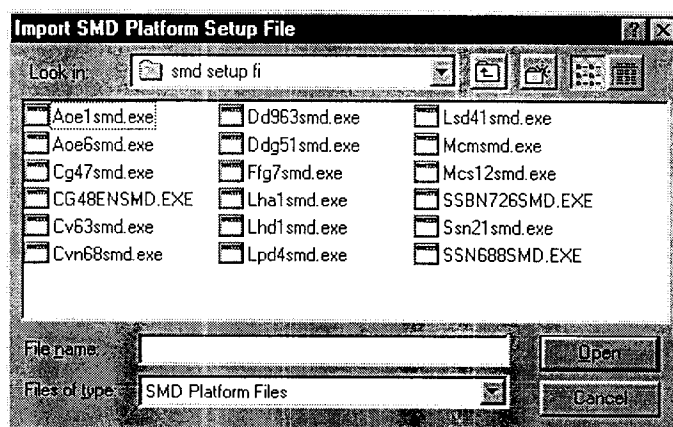 Import SMD Platform Setup File
Look in: smd setup fi
Aoe1smd.exe Dd963smd.exe Lsd41smd.exe
Aoe6smd.exe Ddg51smd.exe Mcmsmd.exe
Cg47smd.exe Ffg7smd.exe Mcs12smd.exe
CG48ENSMD.EXE Lha1smd.exe SSBN726SMD.EXE
Cv63smd.exe Lhd1smd.exe Ssn21smd.exe
Cvn68smd.exe Lpd4smd.exe SSN688SMD.EXE
File name: Open
Files of type: SMD Platform Files Cancel